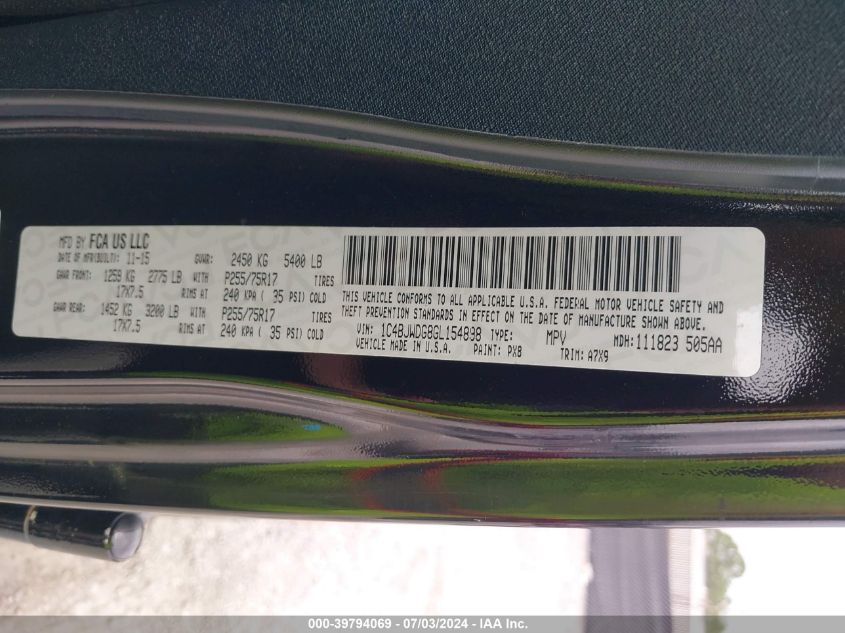 MFD BY FCA US LLC
DATE OF MFR(BUILT): 11-15 GVWR: 2450 KG 5400 LB
GAWR FRONT: 1259 KG 2775 LB WITH P255/75R17 TIRES
17X7.5 RIMS AT 240 KPA ( 35 PSI) COLD
GAWR REAR: 1452 KG 3200 LB WITH P255/75R17 TIRES
17X7.5 RIMS AT 240 KPA ( 35 PSI) COLD
THIS VEHICLE CONFORMS TO ALL APPLICABLE U.S.A. FEDERAL MOTOR VEHICLE SAFETY AND
THEFT PREVENTION STANDARDS IN EFFECT ON THE DATE OF MANUFACTURE SHOWN ABOVE.
VIN: 1C4BJWDG8GL154898 TYPE: MPV MDH: 111823 505AA
VEHICLE MADE IN U.S.A. PAINT: PX8 TRIM: A7X9
000-39794069 - 07/03/2024 - IAA Inc.